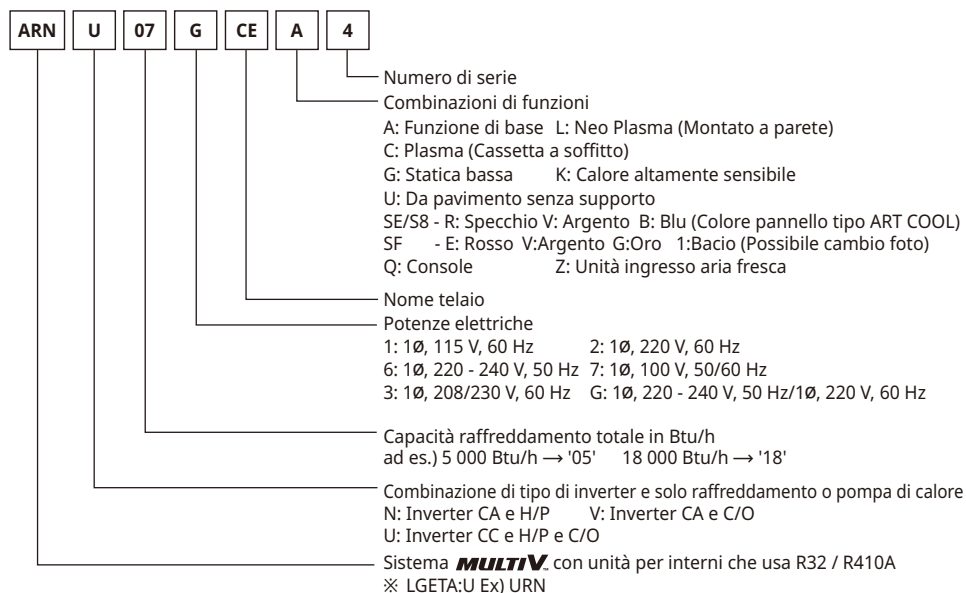 ARN U 07 G CE A 4
Numero di serie
Combinazioni di funzioni
A: Funzione di base L: Neo Plasma (Montato a parete)
C: Plasma (Cassetta a soffitto)
G: Statica bassa K: Calore altamente sensibile
U: Da pavimento senza supporto
SE/S8 - R: Specchio V: Argento B: Blu (Colore pannello tipo ART COOL)
SF - E: Rosso V:Argento G:Oro 1:Bacio (Possibile cambio foto)
Q: Console Z: Unità ingresso aria fresca
Nome telaio
Potenze elettriche
1: 1Ø, 115 V, 60 Hz 2: 1Ø, 220 V, 60 Hz
6: 1Ø, 220 - 240 V, 50 Hz 7: 1Ø, 100 V, 50/60 Hz
3: 1Ø, 208/230 V, 60 Hz G: 1Ø, 220 - 240 V, 50 Hz/1Ø, 220 V, 60 Hz
Capacità raffreddamento totale in Btu/h
ad es.) 5 000 Btu/h → '05' 18 000 Btu/h → '18'
Combinazione di tipo di inverter e solo raffreddamento o pompa di calore
N: Inverter CA e H/P V: Inverter CA e C/O
U: Inverter CC e H/P e C/O
Sistema MULTI V™ con unità per interni che usa R32 / R410A
※ LGETA:U Ex) URN